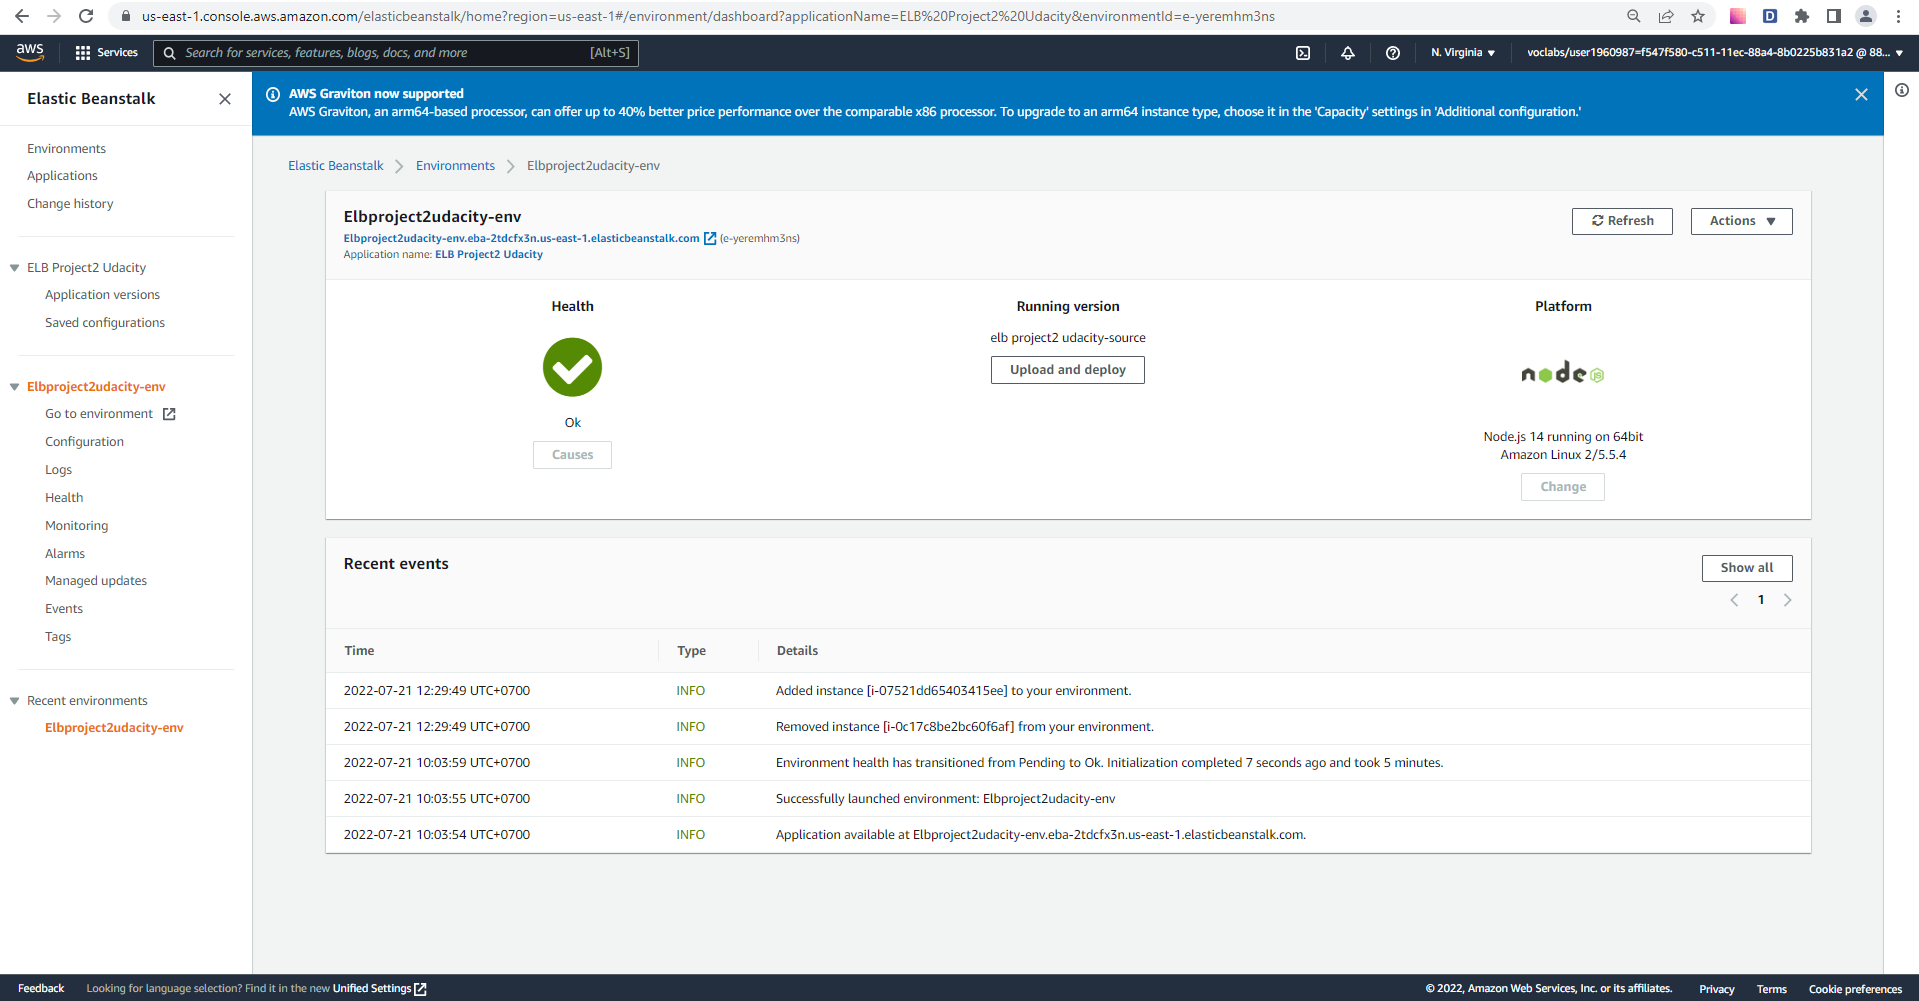 us-east-1.console.aws.amazon.com/elasticbeanstalk/home?region=us-east-1#/environment/dashboard?applicationName=ELB%20Project2%20Udacity&environmentId=e-yeremhm3ns
aws
Services
Search for services, features, blogs, docs, and more
[Alt+S]
N. Virginia
voclabs/user1960987=f547f580-c511-11ec-88a4-8b0225b831a2 @ 88...
Elastic Beanstalk
Environments
Applications
Change history
ELB Project2 Udacity
Application versions
Saved configurations
Elbproject2udacity-env
Go to environment
Configuration
Logs
Health
Monitoring
Alarms
Managed updates
Events
Tags
Recent environments
Elbproject2udacity-env
AWS Graviton now supported
AWS Graviton, an arm64-based processor, can offer up to 40% better price performance over the comparable x86 processor. To upgrade to an arm64 instance type, choose it in the 'Capacity' settings in 'Additional configuration.'
Elastic Beanstalk
Environments
Elbproject2udacity-env
Elbproject2udacity-env
Elbproject2udacity-env.eba-2tdcfx3n.us-east-1.elasticbeanstalk.com (e-yeremhm3ns)
Application name: ELB Project2 Udacity
Refresh
Actions
Health
Ok
Causes
Running version
elb project2 udacity-source
Upload and deploy
Platform
node JS
Node.js 14 running on 64bit
Amazon Linux 2/5.5.4
Change
Recent events
Show all
1
Time Type Details
2022-07-21 12:29:49 UTC+0700 INFO Added instance [i-07521dd65403415ee] to your environment.
2022-07-21 12:29:49 UTC+0700 INFO Removed instance [i-0c17c8be2bc60f6af] from your environment.
2022-07-21 10:03:59 UTC+0700 INFO Environment health has transitioned from Pending to Ok. Initialization completed 7 seconds ago and took 5 minutes.
2022-07-21 10:03:55 UTC+0700 INFO Successfully launched environment: Elbproject2udacity-env
2022-07-21 10:03:54 UTC+0700 INFO Application available at Elbproject2udacity-env.eba-2tdcfx3n.us-east-1.elasticbeanstalk.com.
Feedback
Looking for language selection? Find it in the new Unified Settings
© 2022, Amazon Web Services, Inc. or its affiliates.
Privacy
Terms
Cookie preferences